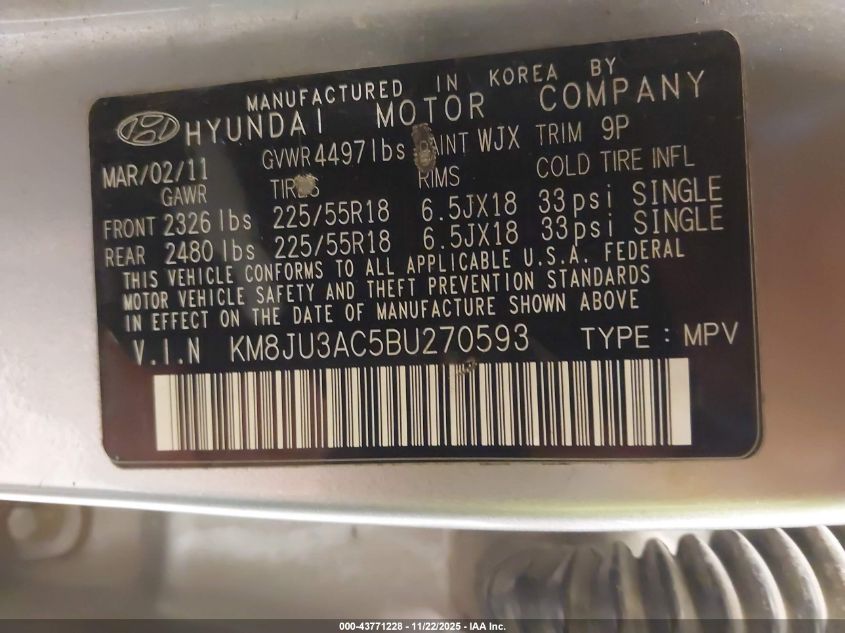 MANUFACTURED IN KOREA BY
HYUNDAI MOTOR COMPANY
MAR/02/11 GVWR 4497lbs PAINT WJX TRIM 9P
GAWR TIRES RIMS COLD TIRE INFL
FRONT 2326 lbs 225/55R18 6.5JX18 33psi SINGLE
REAR 2480 lbs 225/55R18 6.5JX18 33psi SINGLE
THIS VEHICLE CONFORMS TO ALL APPLICABLE U.S.A. FEDERAL
MOTOR VEHICLE SAFETY AND THEFT PREVENTION STANDARDS
IN EFFECT ON THE DATE OF MANUFACTURE SHOWN ABOVE
V.I.N KM8JU3AC5BU270593 TYPE : MPV
000-43771228 - 11/22/2025 - IAA Inc.